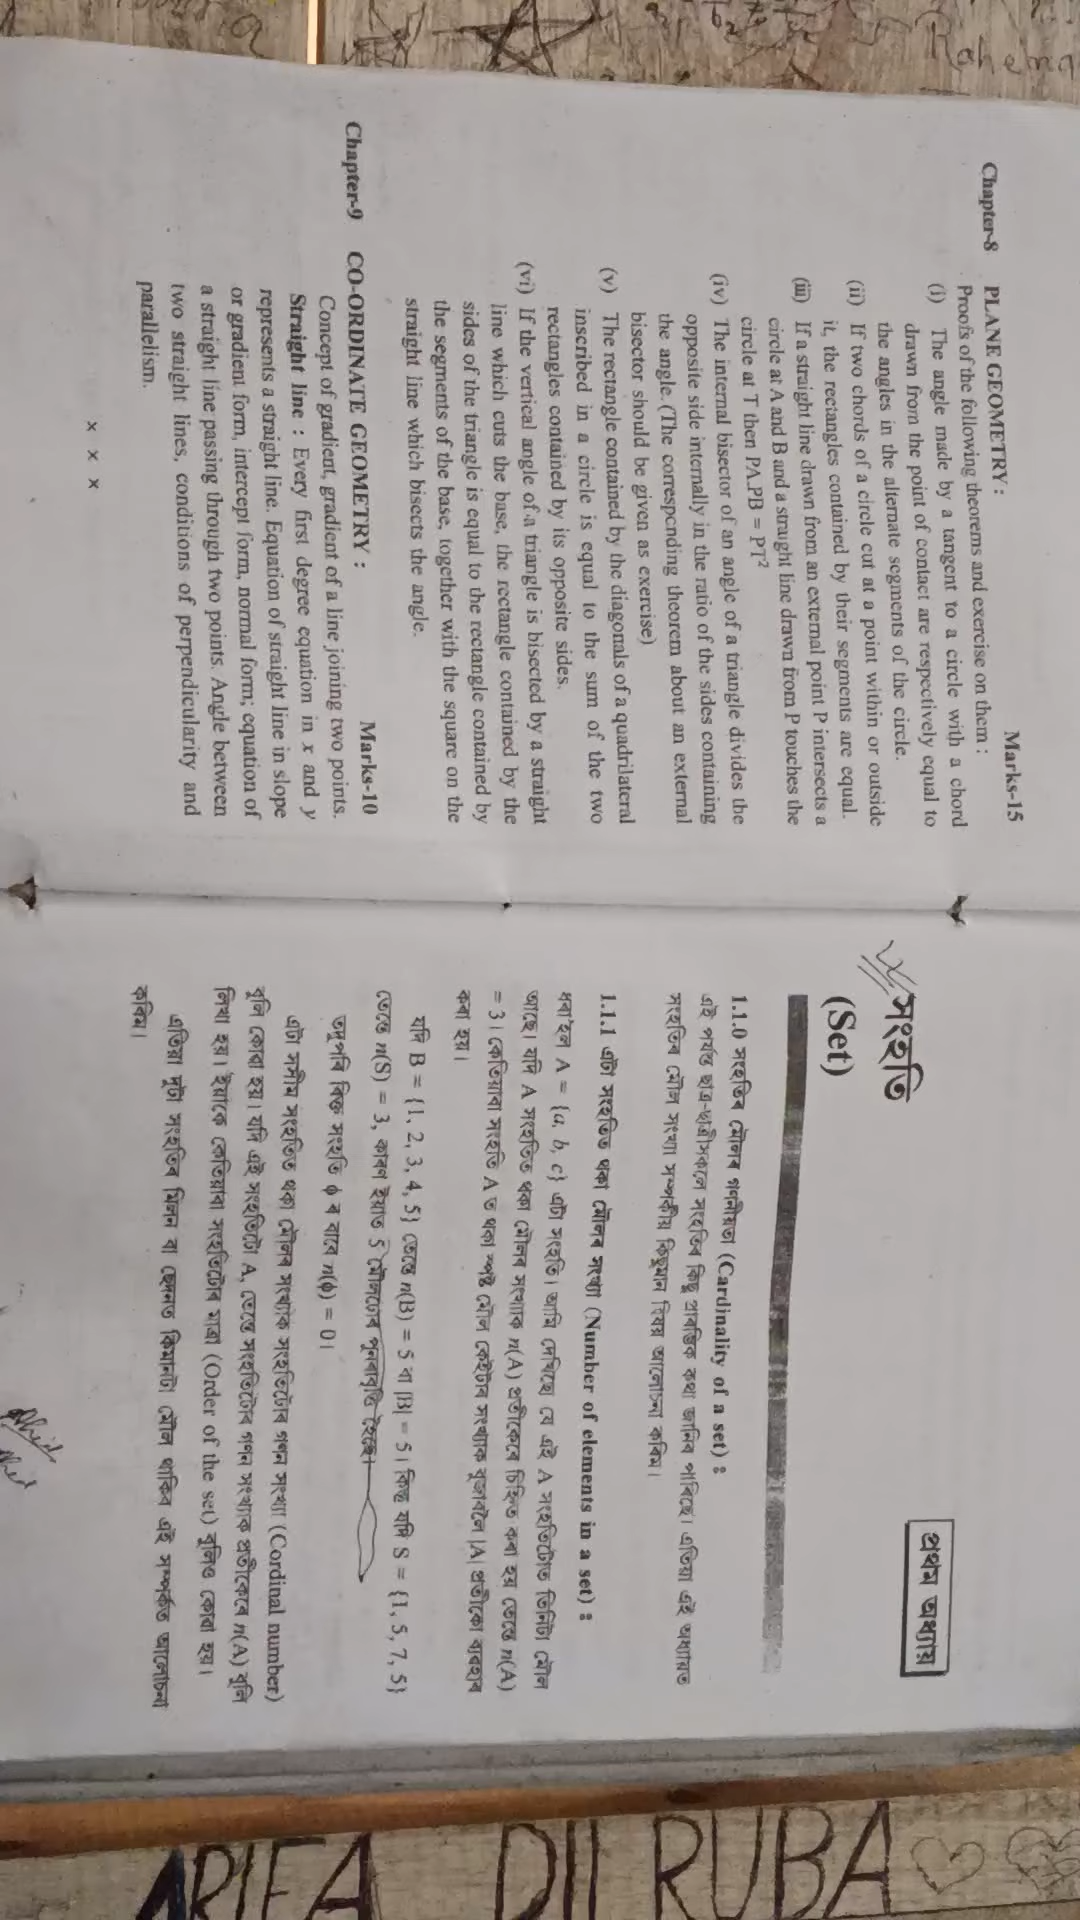 Rahena
Marks-15
Chapter-8 PLANE GEOMETRY :
Proofs of the following theorems and exercise on them :
(i) The angle made by a tangent to a circle with a chord
drawn from the point of contact are respectively equal to
the angles in the alternate segments of the circle.
(ii) If two chords of a circle cut at a point within or outside
it, the rectangles contained by their segments are equal.
(iii) If a straight line drawn from an external point P intersects a
circle at A and B and a straight line drawn from P touches the
circle at T then PA.PB = PT²
(iv) The internal bisector of an angle of a triangle divides the
opposite side internally in the ratio of the sides containing
the angle. (The correspending theorem about an external
bisector should be given as exercise)
(v) The rectangle contained by the diagonals of a quadrilateral
inscribed in a circle is equal to the sum of the two
rectangles contained by its opposite sides.
(vi) If the vertical angle of a triangle is bisected by a straight
line which cuts the base, the rectangle contained by the
sides of the triangle is equal to the rectangle contained by
the segments of the base, together with the square on the
straight line which bisects the angle.
Chapter-9 CO-ORDINATE GEOMETRY : Marks-10
Concept of gradient, gradient of a line joining two points.
Straight line : Every first degree equation in x and y
represents a straight line. Equation of straight line in slope
or gradient form, intercept form, normal form; equation of
a straight line passing through two points. Angle between
two straight lines, conditions of perpendicularity and
parallelism.
× × ×
প্ৰথম অধ্যায়
সংহতি
(Set)
1.1.0 সংহতিৰ মৌলৰ গণনীয়তা (Cardinality of a set) :
এই পৰ্যন্ত ছাত্ৰ-ছাত্ৰীসকলে সংহতিৰ কিছু প্ৰাৰম্ভিক কথা জানিব পাৰিছে। এতিয়া এই অধ্যায়ত
সংহতিৰ মৌল সংখ্যা সম্পৰ্কীয় কিছুমান বিষয় আলোচনা কৰিম।
1.1.1 এটা সংহতিত থকা মৌলৰ সংখ্যা (Number of elements in a set) :
ধৰা হ'ল A = {a, b, c} এটা সংহতি। আমি দেখিছো যে এই A সংহতিটোত তিনিটা মৌল
আছে। যদি A সংহতিত থকা মৌলৰ সংখ্যাক n(A) প্ৰতীকেৰে চিহ্নিত কৰা হয় তেন্তে n(A)
= 3। কেতিয়াবা সংহতি A ত থকা স্পষ্ট মৌল কেইটাৰ সংখ্যাক বুজাবলৈ |A| প্ৰতীকো ব্যৱহাৰ
কৰা হয়।
যদি B = {1, 2, 3, 4, 5} তেন্তে n(B) = 5 বা |B| = 5। কিন্তু যদি S = {1, 5, 7, 5}
তেন্তে n(S) = 3, কাৰণ ইয়াত 5 মৌলটোৰ পুনৰাবৃত্তি হৈছে।
তদুপৰি ৰিক্ত সংহতি ϕ ৰ বাবে n(ϕ) = 0।
এটা সসীম সংহতিত থকা মৌলৰ সংখ্যাক সংহতিটোৰ গণন সংখ্যা (Cordinal number)
বুলি কোৱা হয়। যদি এই সংহতিটো A, তেন্তে সংহতিটোৰ গণন সংখ্যাক প্ৰতীকেৰে n(A) বুলি
লিখা হয়। ইয়াকে কেতিয়াবা সংহতিটোৰ মাত্ৰা (Order of the set) বুলিও কোৱা হয়।
এতিয়া দুটা সংহতিৰ মিলন বা ছেদনত কিমানটা মৌল থাকিব এই সম্পৰ্কত আলোচনা
কৰিম।
ARIFA DIL RUBA